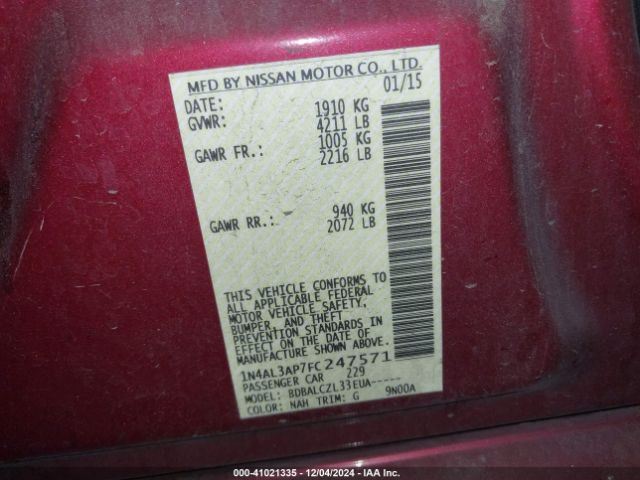 MFD BY NISSAN MOTOR CO., LTD.
DATE: 01/15
GVWR: 1910 KG
4211 LB
GAWR FR.: 1005 KG
2216 LB
GAWR RR.: 940 KG
2072 LB
THIS VEHICLE CONFORMS TO
ALL APPLICABLE FEDERAL
MOTOR VEHICLE SAFETY,
BUMPER, AND THEFT
PREVENTION STANDARDS IN
EFFECT ON THE DATE OF
MANUFACTURE SHOWN ABOVE.
1N4AL3AP7FC247571
PASSENGER CAR 229
MODEL: BDBALCZL33EUA-----
COLOR: NAH TRIM: G 9N00A
000-41021335 - 12/04/2024 - IAA Inc.